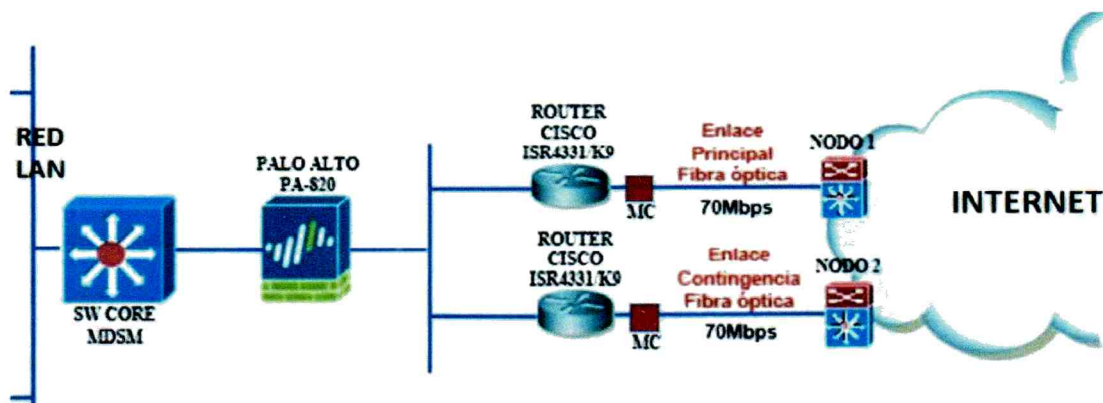 RED
LAN
SW CORE
MDSM
PALO ALTO
PA-820
ROUTER
CISCO
ISR4331/K9
MC
Enlace
Principal
Fibra óptica
70Mbps
NODO 1
ROUTER
CISCO
ISR4331/K9
MC
Enlace
Contingencia
Fibra óptica
70Mbps
NODO 2
INTERNET